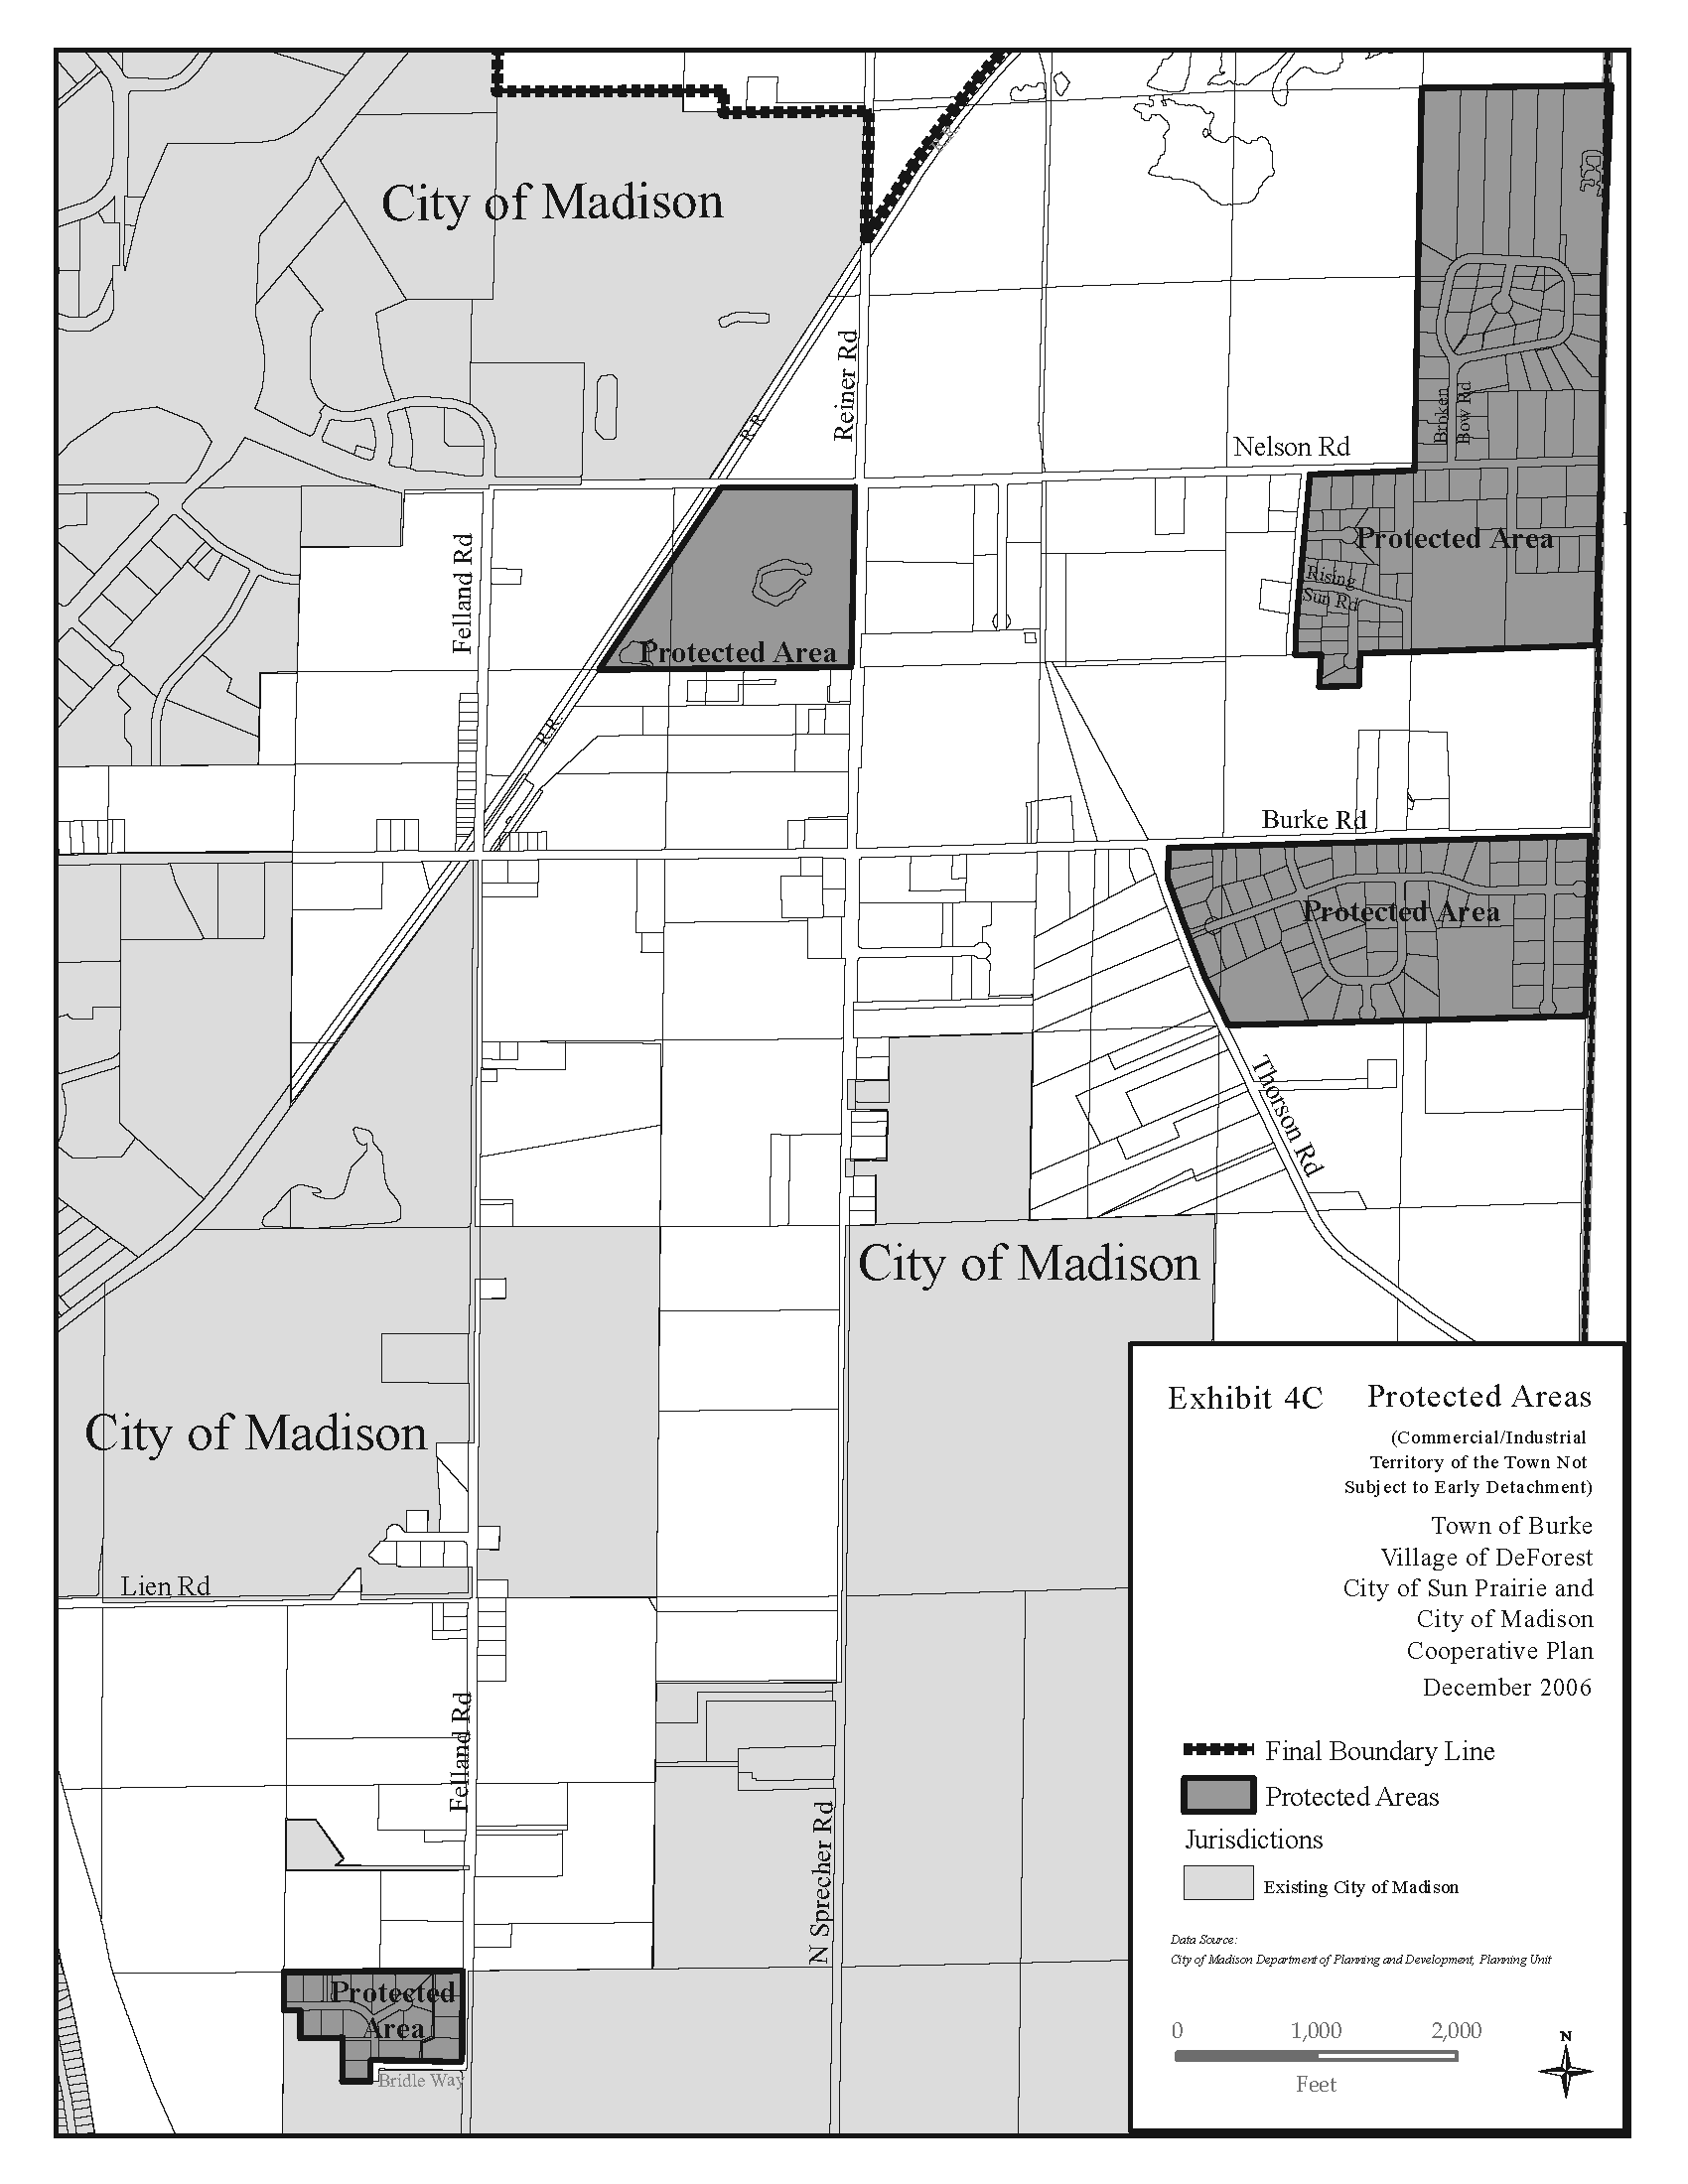 City of Madison
R.R.
Reiner Rd
R.R.
Nelson Rd
Broken
Bow Rd
Felland Rd
Protected Area
Protected Area
Rising
Sun Rd
R.R.
Burke Rd
Protected Area
Thorson Rd
City of Madison
City of Madison
Lien Rd
Felland Rd
N Sprecher Rd
Protected
Area
Bridle Way
Exhibit 4C Protected Areas
(Commercial/Industrial
Territory of the Town Not
Subject to Early Detachment)
Town of Burke
Village of DeForest
City of Sun Prairie and
City of Madison
Cooperative Plan
December 2006
Final Boundary Line
Protected Areas
Jurisdictions
Existing City of Madison
Data Source:
City of Madison Department of Planning and Development, Planning Unit
0 1,000 2,000
Feet
N